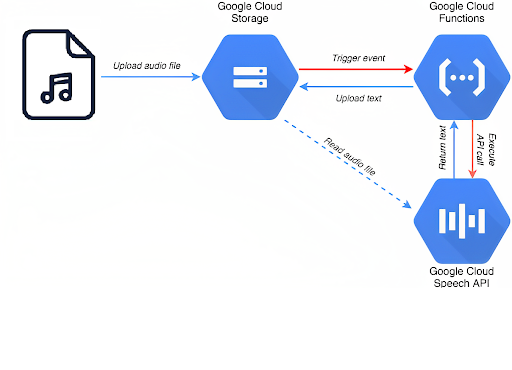 Google Cloud
Storage
Google Cloud
Functions
Upload audio file
Trigger event
Upload text
Read audio file
Return text
Execute
API call
Google Cloud
Speech API